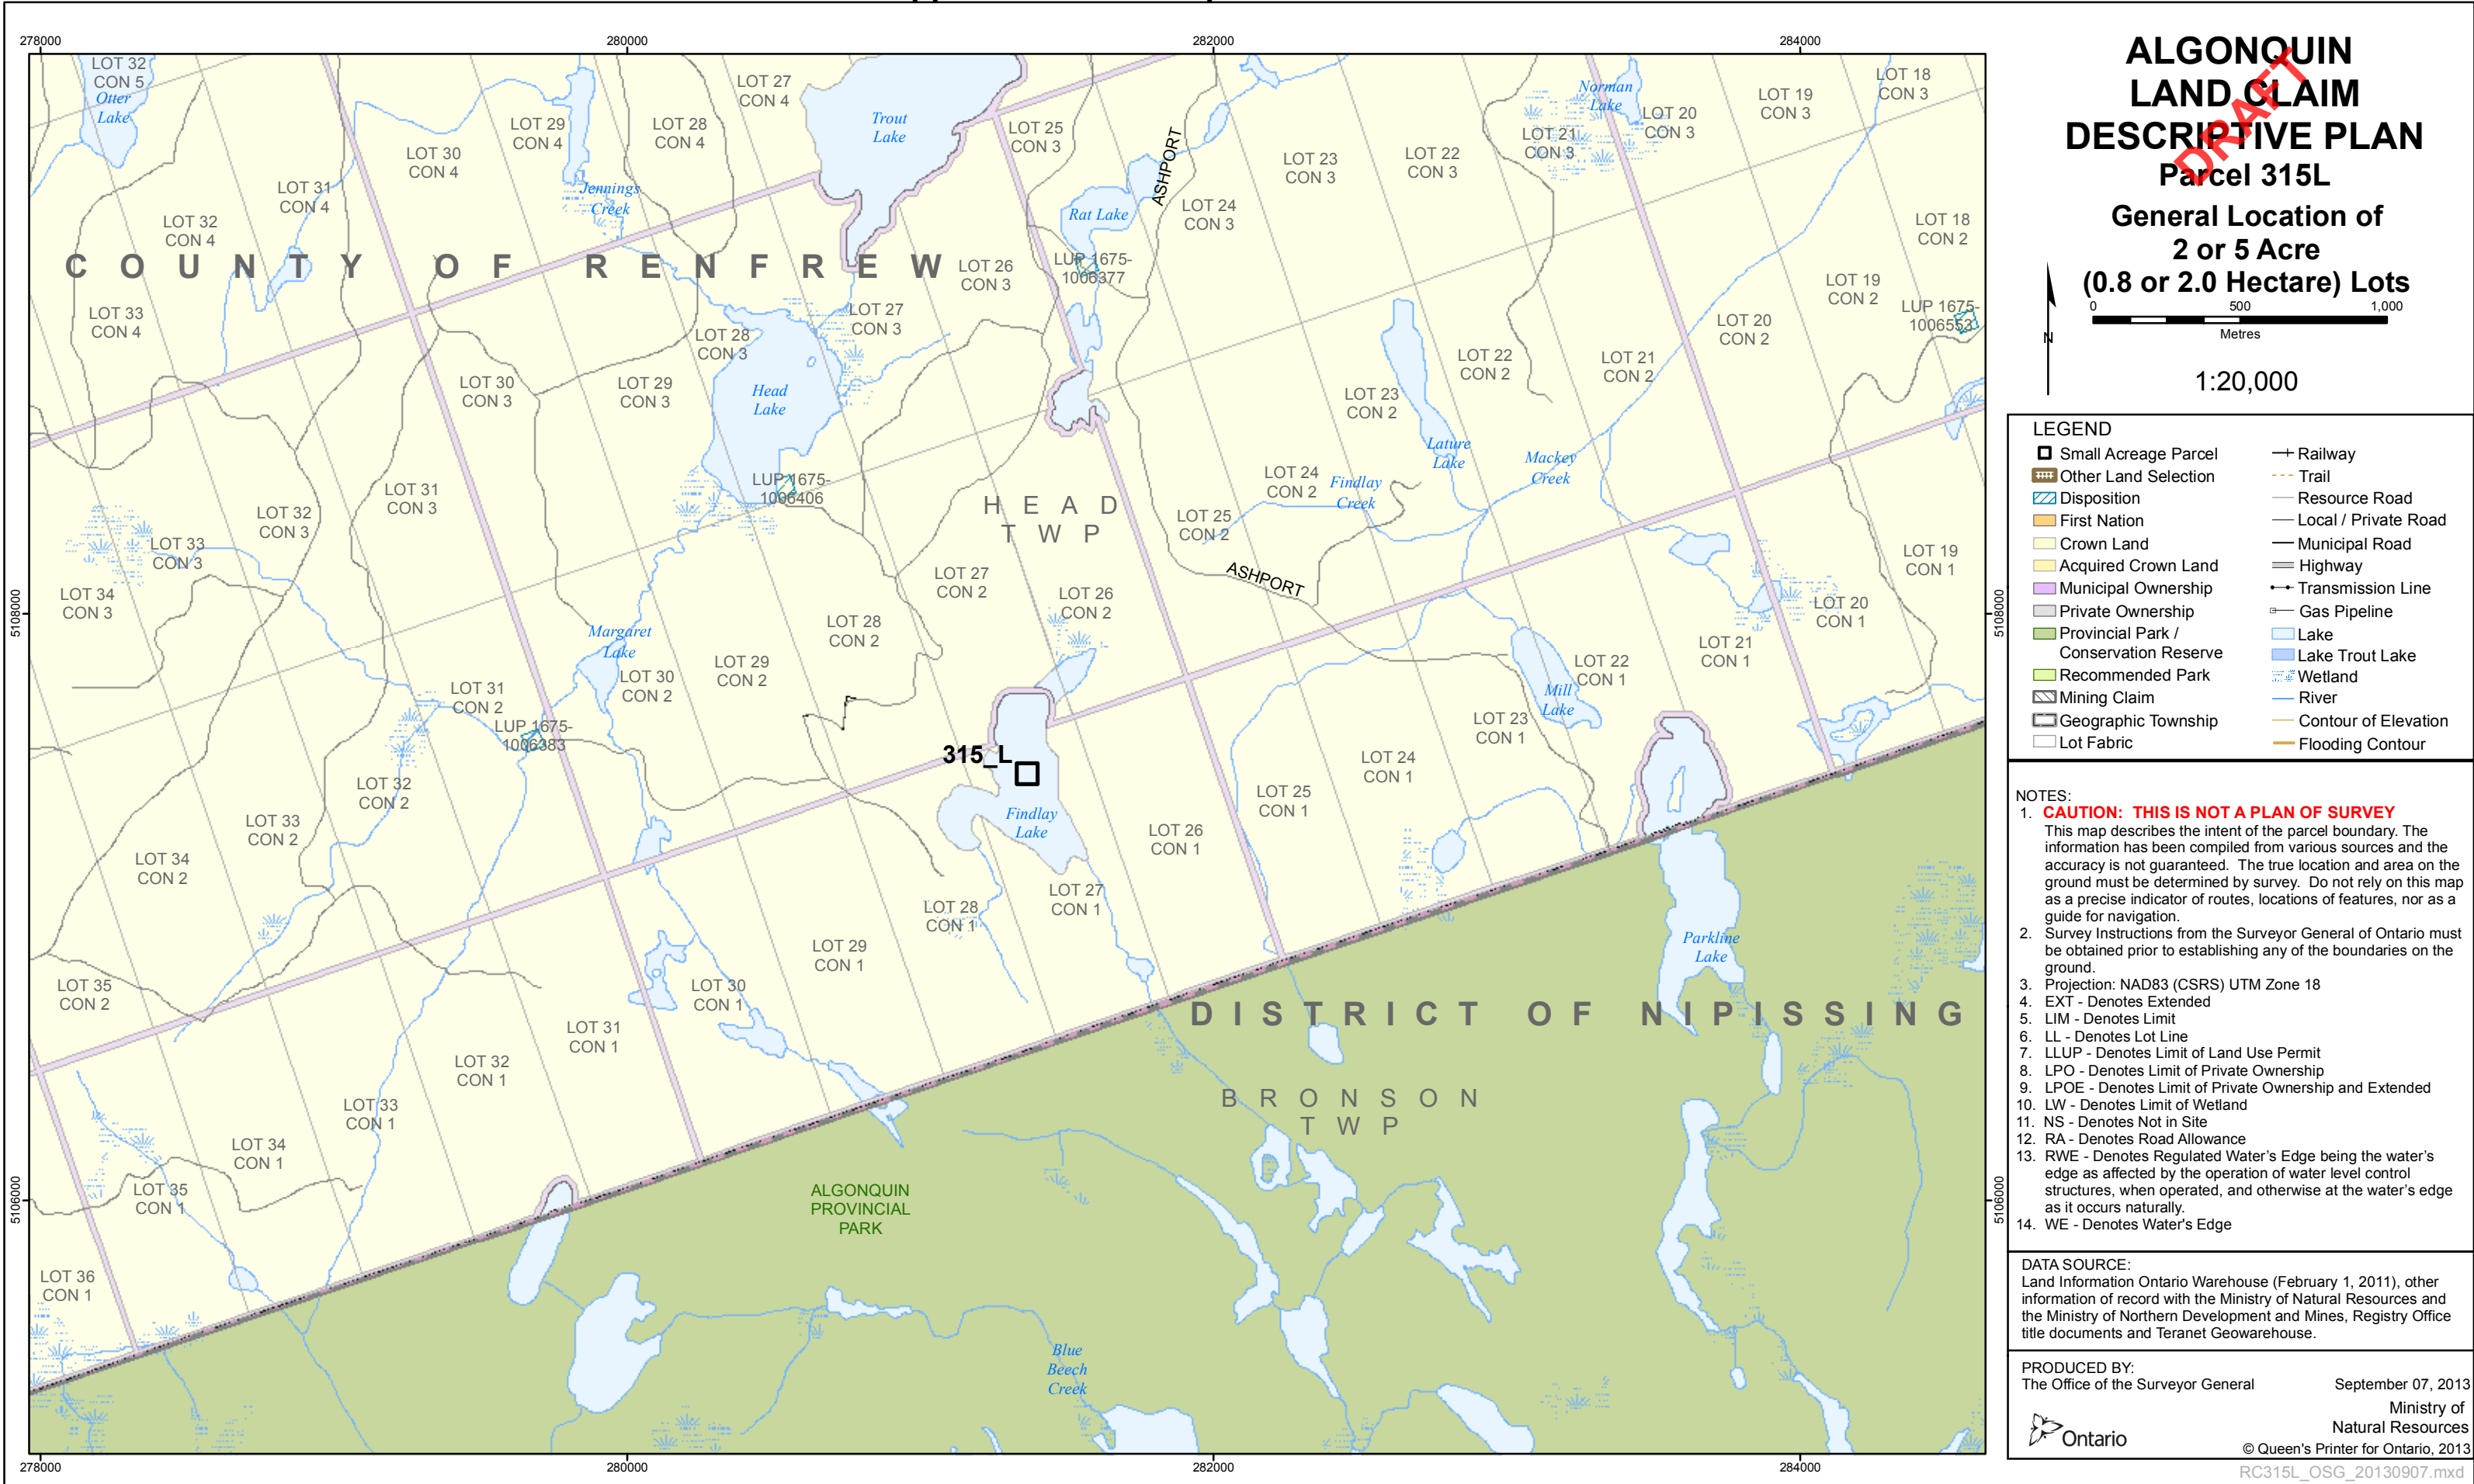 278000
280000
282000
284000
LOT 32
CON 5
Otter
Lake
LOT 31
CON 4
LOT 30
CON 4
LOT 29
CON 4
LOT 28
CON 4
LOT 27
CON 4
Trout
Lake
LOT 25
CON 3
ASHPORT
LOT 23
CON 3
LOT 22
CON 3
LOT 21
CON 3
Norman
Lake
LOT 20
CON 3
LOT 19
CON 3
LOT 18
CON 3
Jennings
Creek
LOT 32
CON 4
Rat Lake
LOT 24
CON 3
LOT 18
CON 2
COUNTY OF RENFREW
LOT 26
CON 3
LUP 1675-
1006377
LOT 19
CON 2
LUP 1675-
1006553
LOT 33
CON 4
LOT 28
CON 3
LOT 27
CON 3
LOT 20
CON 2
LOT 30
CON 3
LOT 29
CON 3
Head
Lake
LOT 23
CON 2
LOT 22
CON 2
LOT 21
CON 2
LOT 31
CON 3
LUP 1675-
1006406
LOT 24
CON 2
Findlay
Creek
Lature
Lake
Mackey
Creek
HEAD
TWP
LOT 32
CON 3
LOT 33
CON 3
LOT 25
CON 2
ASHPORT
LOT 19
CON 1
LOT 34
CON 3
LOT 27
CON 2
LOT 26
CON 2
LOT 20
CON 1
5108000
5108000
Margaret
Lake
LOT 28
CON 2
LOT 29
CON 2
LOT 30
CON 2
LOT 31
CON 2
LUP 1675-
1006383
LOT 22
CON 1
LOT 21
CON 1
Mill
Lake
LOT 23
CON 1
315_L
LOT 24
CON 1
LOT 32
CON 2
LOT 33
CON 2
Findlay
Lake
LOT 25
CON 1
LOT 26
CON 1
LOT 34
CON 2
LOT 27
CON 1
LOT 28
CON 1
LOT 29
CON 1
Parkline
Lake
LOT 35
CON 2
LOT 30
CON 1
LOT 31
CON 1
DISTRICT OF NIPISSING
LOT 32
CON 1
BRONSON
TWP
LOT 33
CON 1
LOT 34
CON 1
LOT 35
CON 1
ALGONQUIN
PROVINCIAL
PARK
5106000
5106000
LOT 36
CON 1
Blue
Beech
Creek
278000
280000
282000
284000
ALGONQUIN
LAND CLAIM
DESCRIPTIVE PLAN
DRAFT
Parcel 315L
General Location of
2 or 5 Acre
(0.8 or 2.0 Hectare) Lots
0 500 1,000
Metres
N
1:20,000
LEGEND
Small Acreage Parcel
Other Land Selection
Disposition
First Nation
Crown Land
Acquired Crown Land
Municipal Ownership
Private Ownership
Provincial Park /
Conservation Reserve
Recommended Park
Mining Claim
Geographic Township
Lot Fabric
Railway
Trail
Resource Road
Local / Private Road
Municipal Road
Highway
Transmission Line
Gas Pipeline
Lake
Lake Trout Lake
Wetland
River
Contour of Elevation
Flooding Contour
NOTES:
1. CAUTION: THIS IS NOT A PLAN OF SURVEY
This map describes the intent of the parcel boundary. The
information has been compiled from various sources and the
accuracy is not guaranteed. The true location and area on the
ground must be determined by survey. Do not rely on this map
as a precise indicator of routes, locations of features, nor as a
guide for navigation.
2. Survey Instructions from the Surveyor General of Ontario must
be obtained prior to establishing any of the boundaries on the
ground.
3. Projection: NAD83 (CSRS) UTM Zone 18
4. EXT - Denotes Extended
5. LIM - Denotes Limit
6. LL - Denotes Lot Line
7. LLUP - Denotes Limit of Land Use Permit
8. LPO - Denotes Limit of Private Ownership
9. LPOE - Denotes Limit of Private Ownership and Extended
10. LW - Denotes Limit of Wetland
11. NS - Denotes Not in Site
12. RA - Denotes Road Allowance
13. RWE - Denotes Regulated Water's Edge being the water's
edge as affected by the operation of water level control
structures, when operated, and otherwise at the water's edge
as it occurs naturally.
14. WE - Denotes Water's Edge
DATA SOURCE:
Land Information Ontario Warehouse (February 1, 2011), other
information of record with the Ministry of Natural Resources and
the Ministry of Northern Development and Mines, Registry Office
title documents and Teranet Geowarehouse.
PRODUCED BY:
The Office of the Surveyor General
September 07, 2013
Ministry of
Natural Resources
Ontario
© Queen's Printer for Ontario, 2013
RC315L_OSG_20130907.mxd